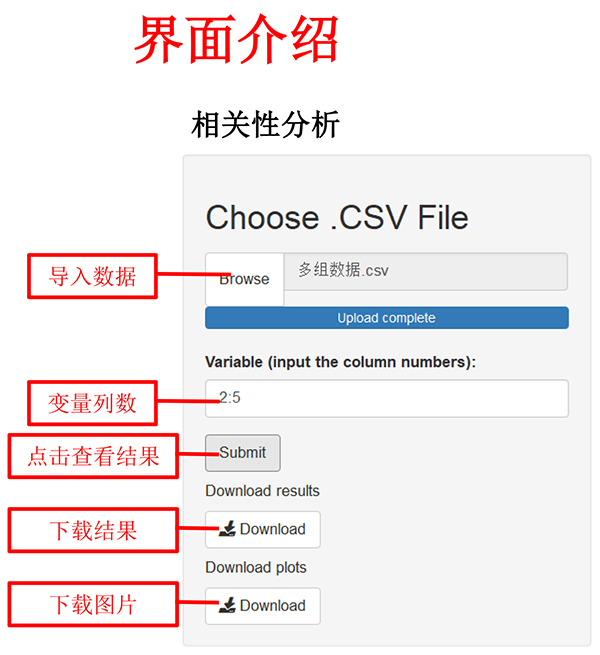 界面介绍
相关性分析
Choose .CSV File
导入数据
Browse
多组数据.csv
Upload complete
Variable (input the column numbers):
变量列数
2:5
点击查看结果
Submit
Download results
下载结果
Download
Download plots
下载图片
Download